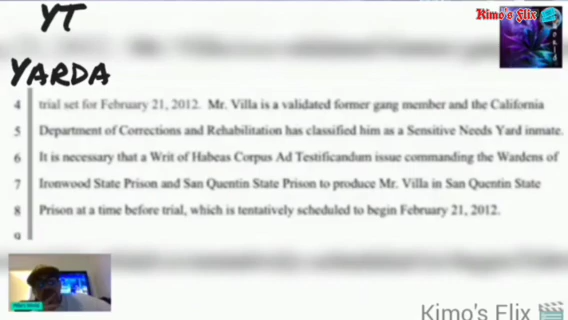 YT
YARDA
Kimo's Flix
4 trial set for February 21, 2012. Mr. Villa is a validated former gang member and the California
5 Department of Corrections and Rehabilitation has classified him as a Sensitive Needs Yard inmate.
6 It is necessary that a Writ of Habeas Corpus Ad Testificandum issue commanding the Wardens of
7 Ironwood State Prison and San Quentin State Prison to produce Mr. Villa in San Quentin State
8 Prison at a time before trial, which is tentatively scheduled to begin February 21, 2012.
9
Kimo's Flix